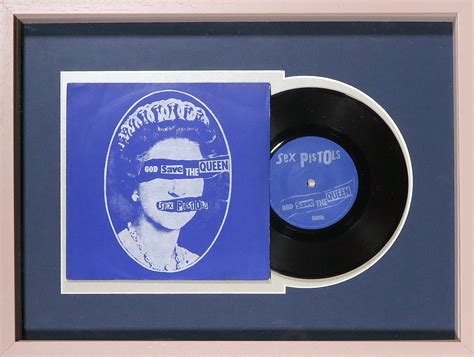 GOD Save THE QUEEN
SEX PISTOLS
SEX PISTOLS
GOD Save THE QUEEN